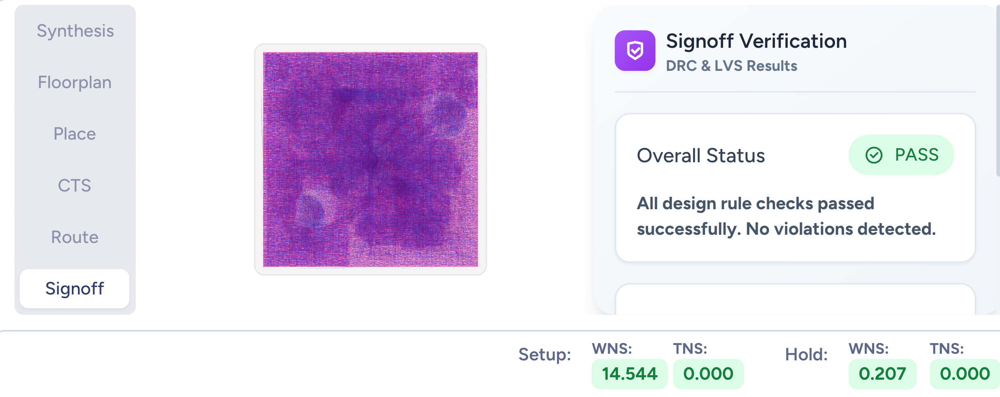 Synthesis
Floorplan
Place
CTS
Route
Signoff
Signoff Verification
DRC & LVS Results
Overall Status
PASS
All design rule checks passed
successfully. No violations detected.
Setup:
WNS:
14.544
TNS:
0.000
Hold:
WNS:
0.207
TNS:
0.000